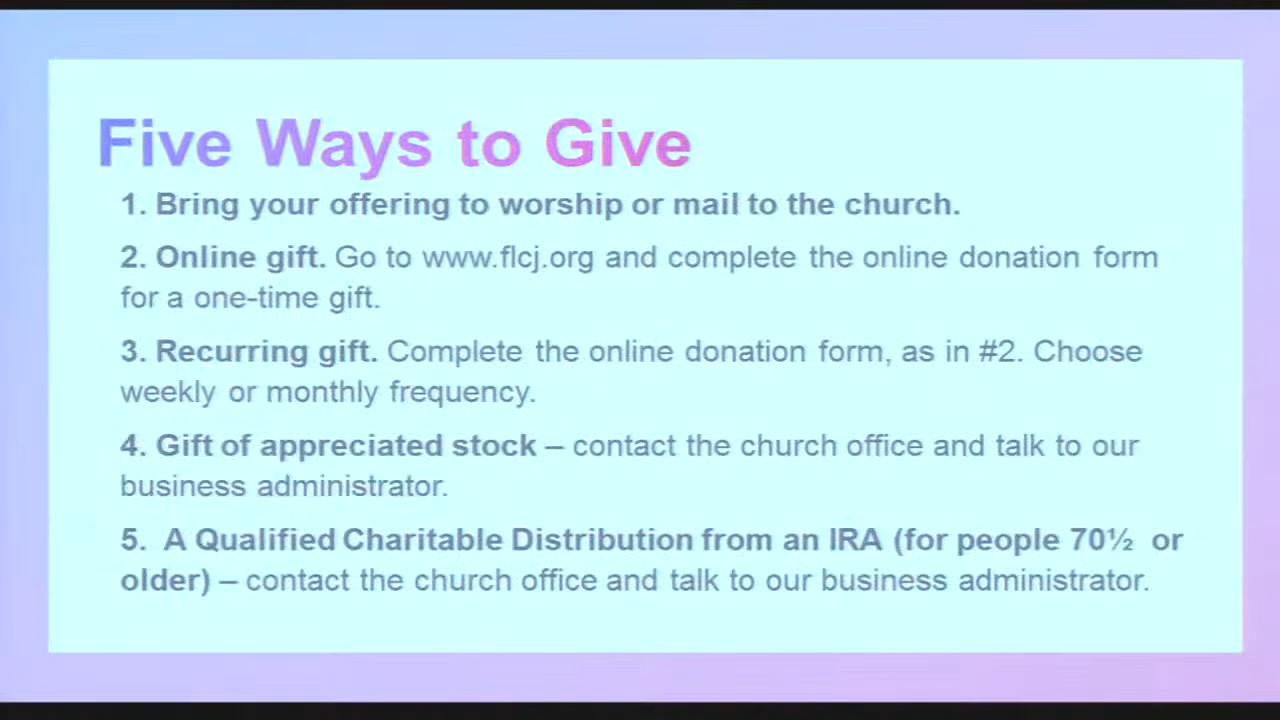 Five Ways to Give
1. Bring your offering to worship or mail to the church.
2. Online gift. Go to www.flcj.org and complete the online donation form
for a one-time gift.
3. Recurring gift. Complete the online donation form, as in #2. Choose
weekly or monthly frequency.
4. Gift of appreciated stock – contact the church office and talk to our
business administrator.
5.  A Qualified Charitable Distribution from an IRA (for people 70½  or
older) – contact the church office and talk to our business administrator.